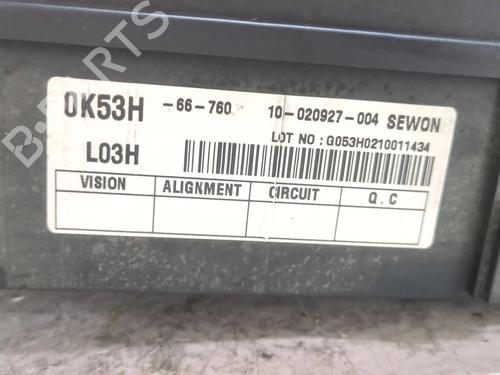 B-PARTS
0K53H -66-760 10-020927-004 SEWON
LOT NO : G053H0210011434
L03H
VISION ALIGNMENT CIRCUIT Q.C